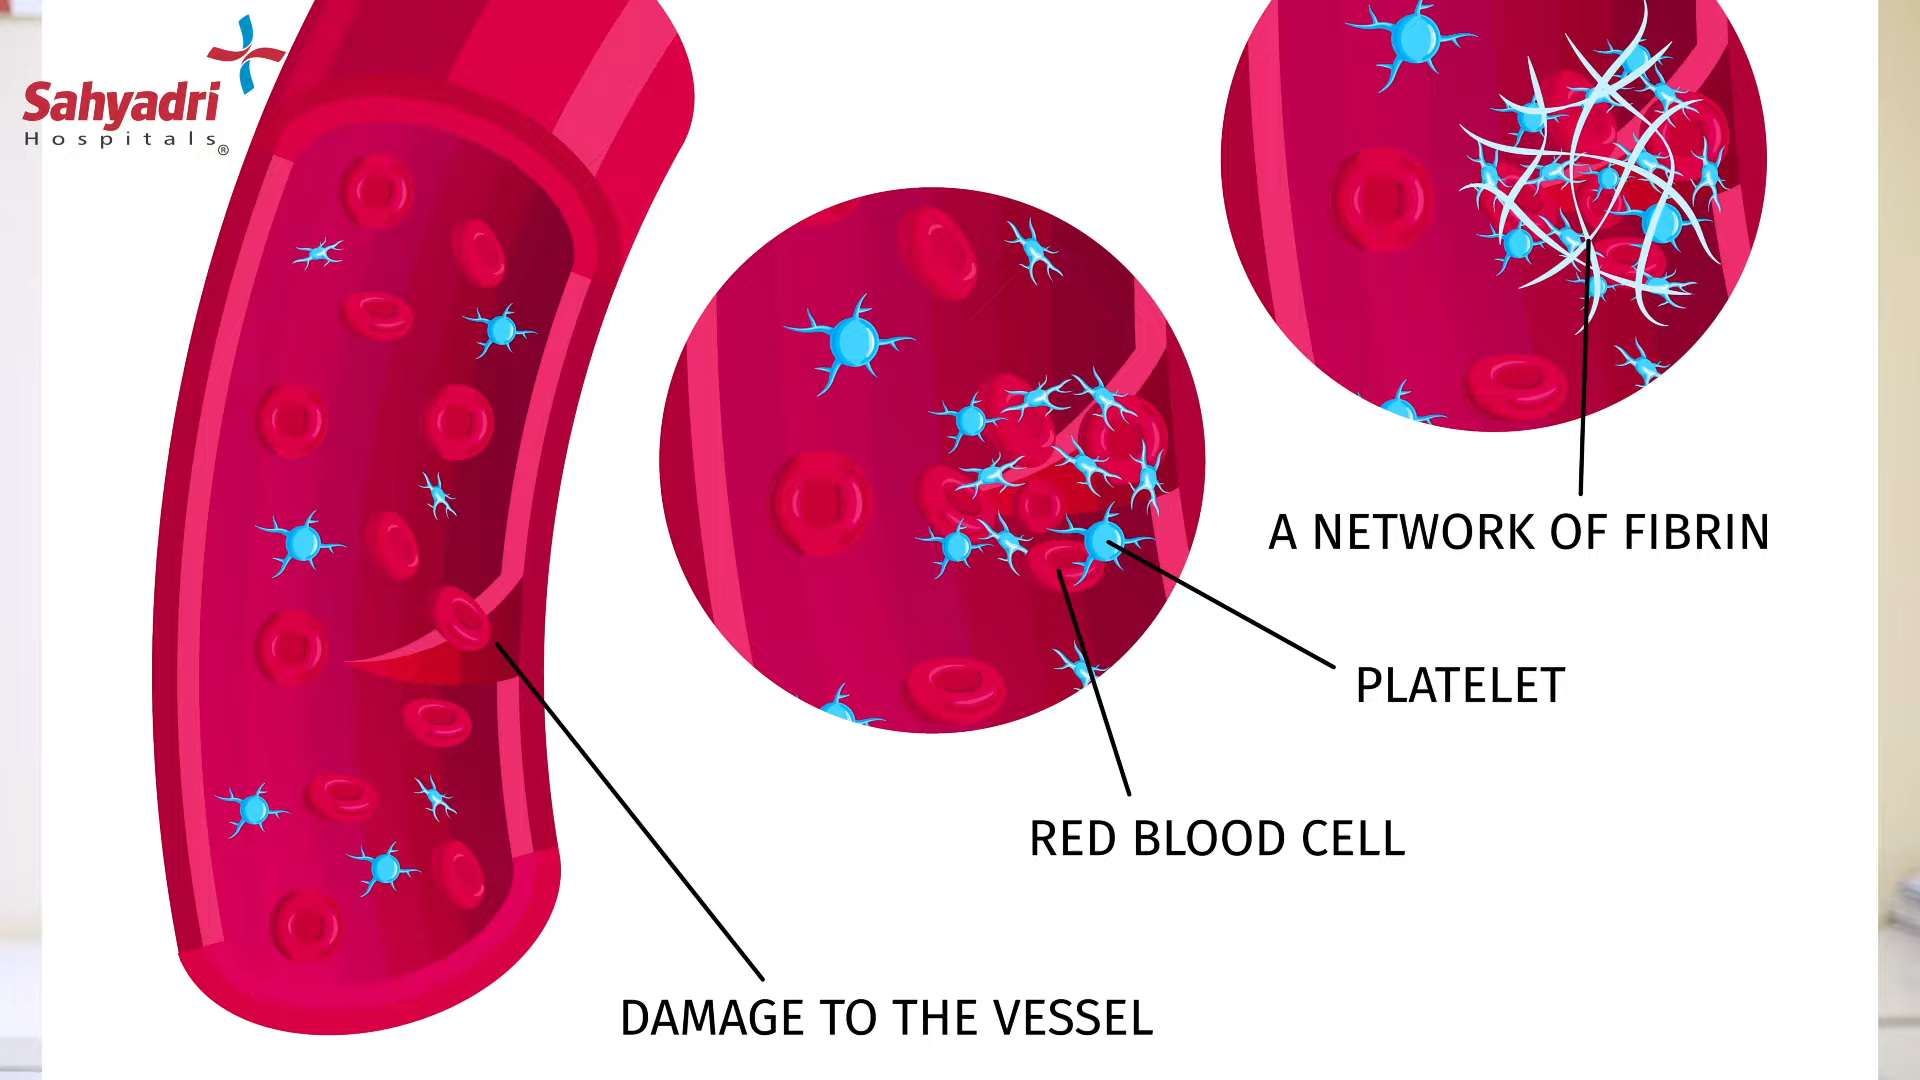 Sahyadri
Hospitals®
A NETWORK OF FIBRIN
PLATELET
RED BLOOD CELL
DAMAGE TO THE VESSEL